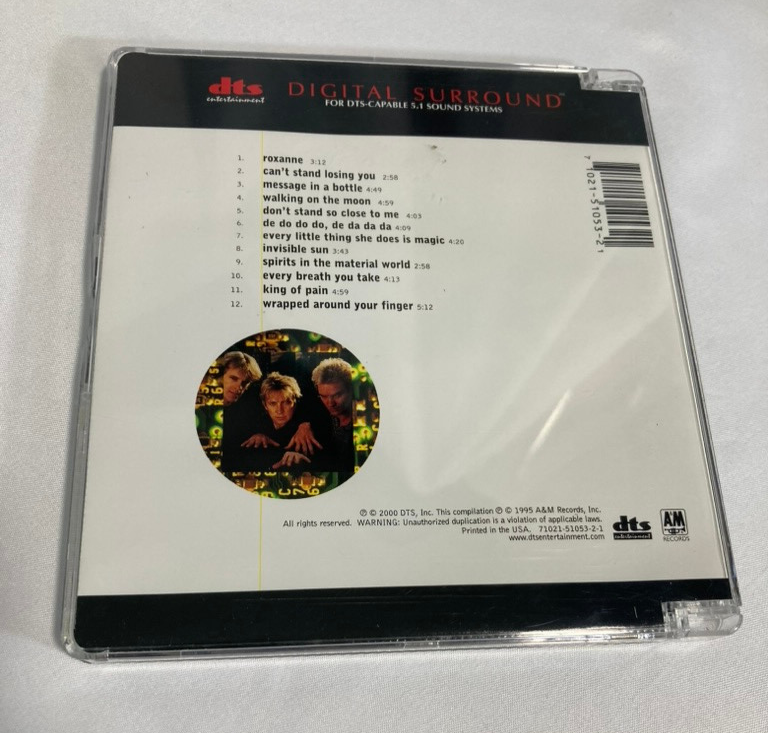 dts DIGITAL SURROUND™
entertainment FOR DTS-CAPABLE 5.1 SOUND SYSTEMS
1. roxanne 3:12
2. can't stand losing you 2:58
3. message in a bottle 4:49
4. walking on the moon 4:59
5. don't stand so close to me 4:03
6. de do do do, de da da da 4:09
7. every little thing she does is magic 4:20
8. invisible sun 3:43
9. spirits in the material world 2:58
10. every breath you take 4:13
11. king of pain 4:59
12. wrapped around your finger 5:12
7 1021-51053-2 1
℗ © 2000 DTS, Inc. This compilation ℗ © 1995 A&M Records, Inc.
All rights reserved. WARNING: Unauthorized duplication is a violation of applicable laws.
Printed in the USA. 71021-51053-2-1
www.dtsentertainment.com
dts
entertainment
A&M
RECORDS